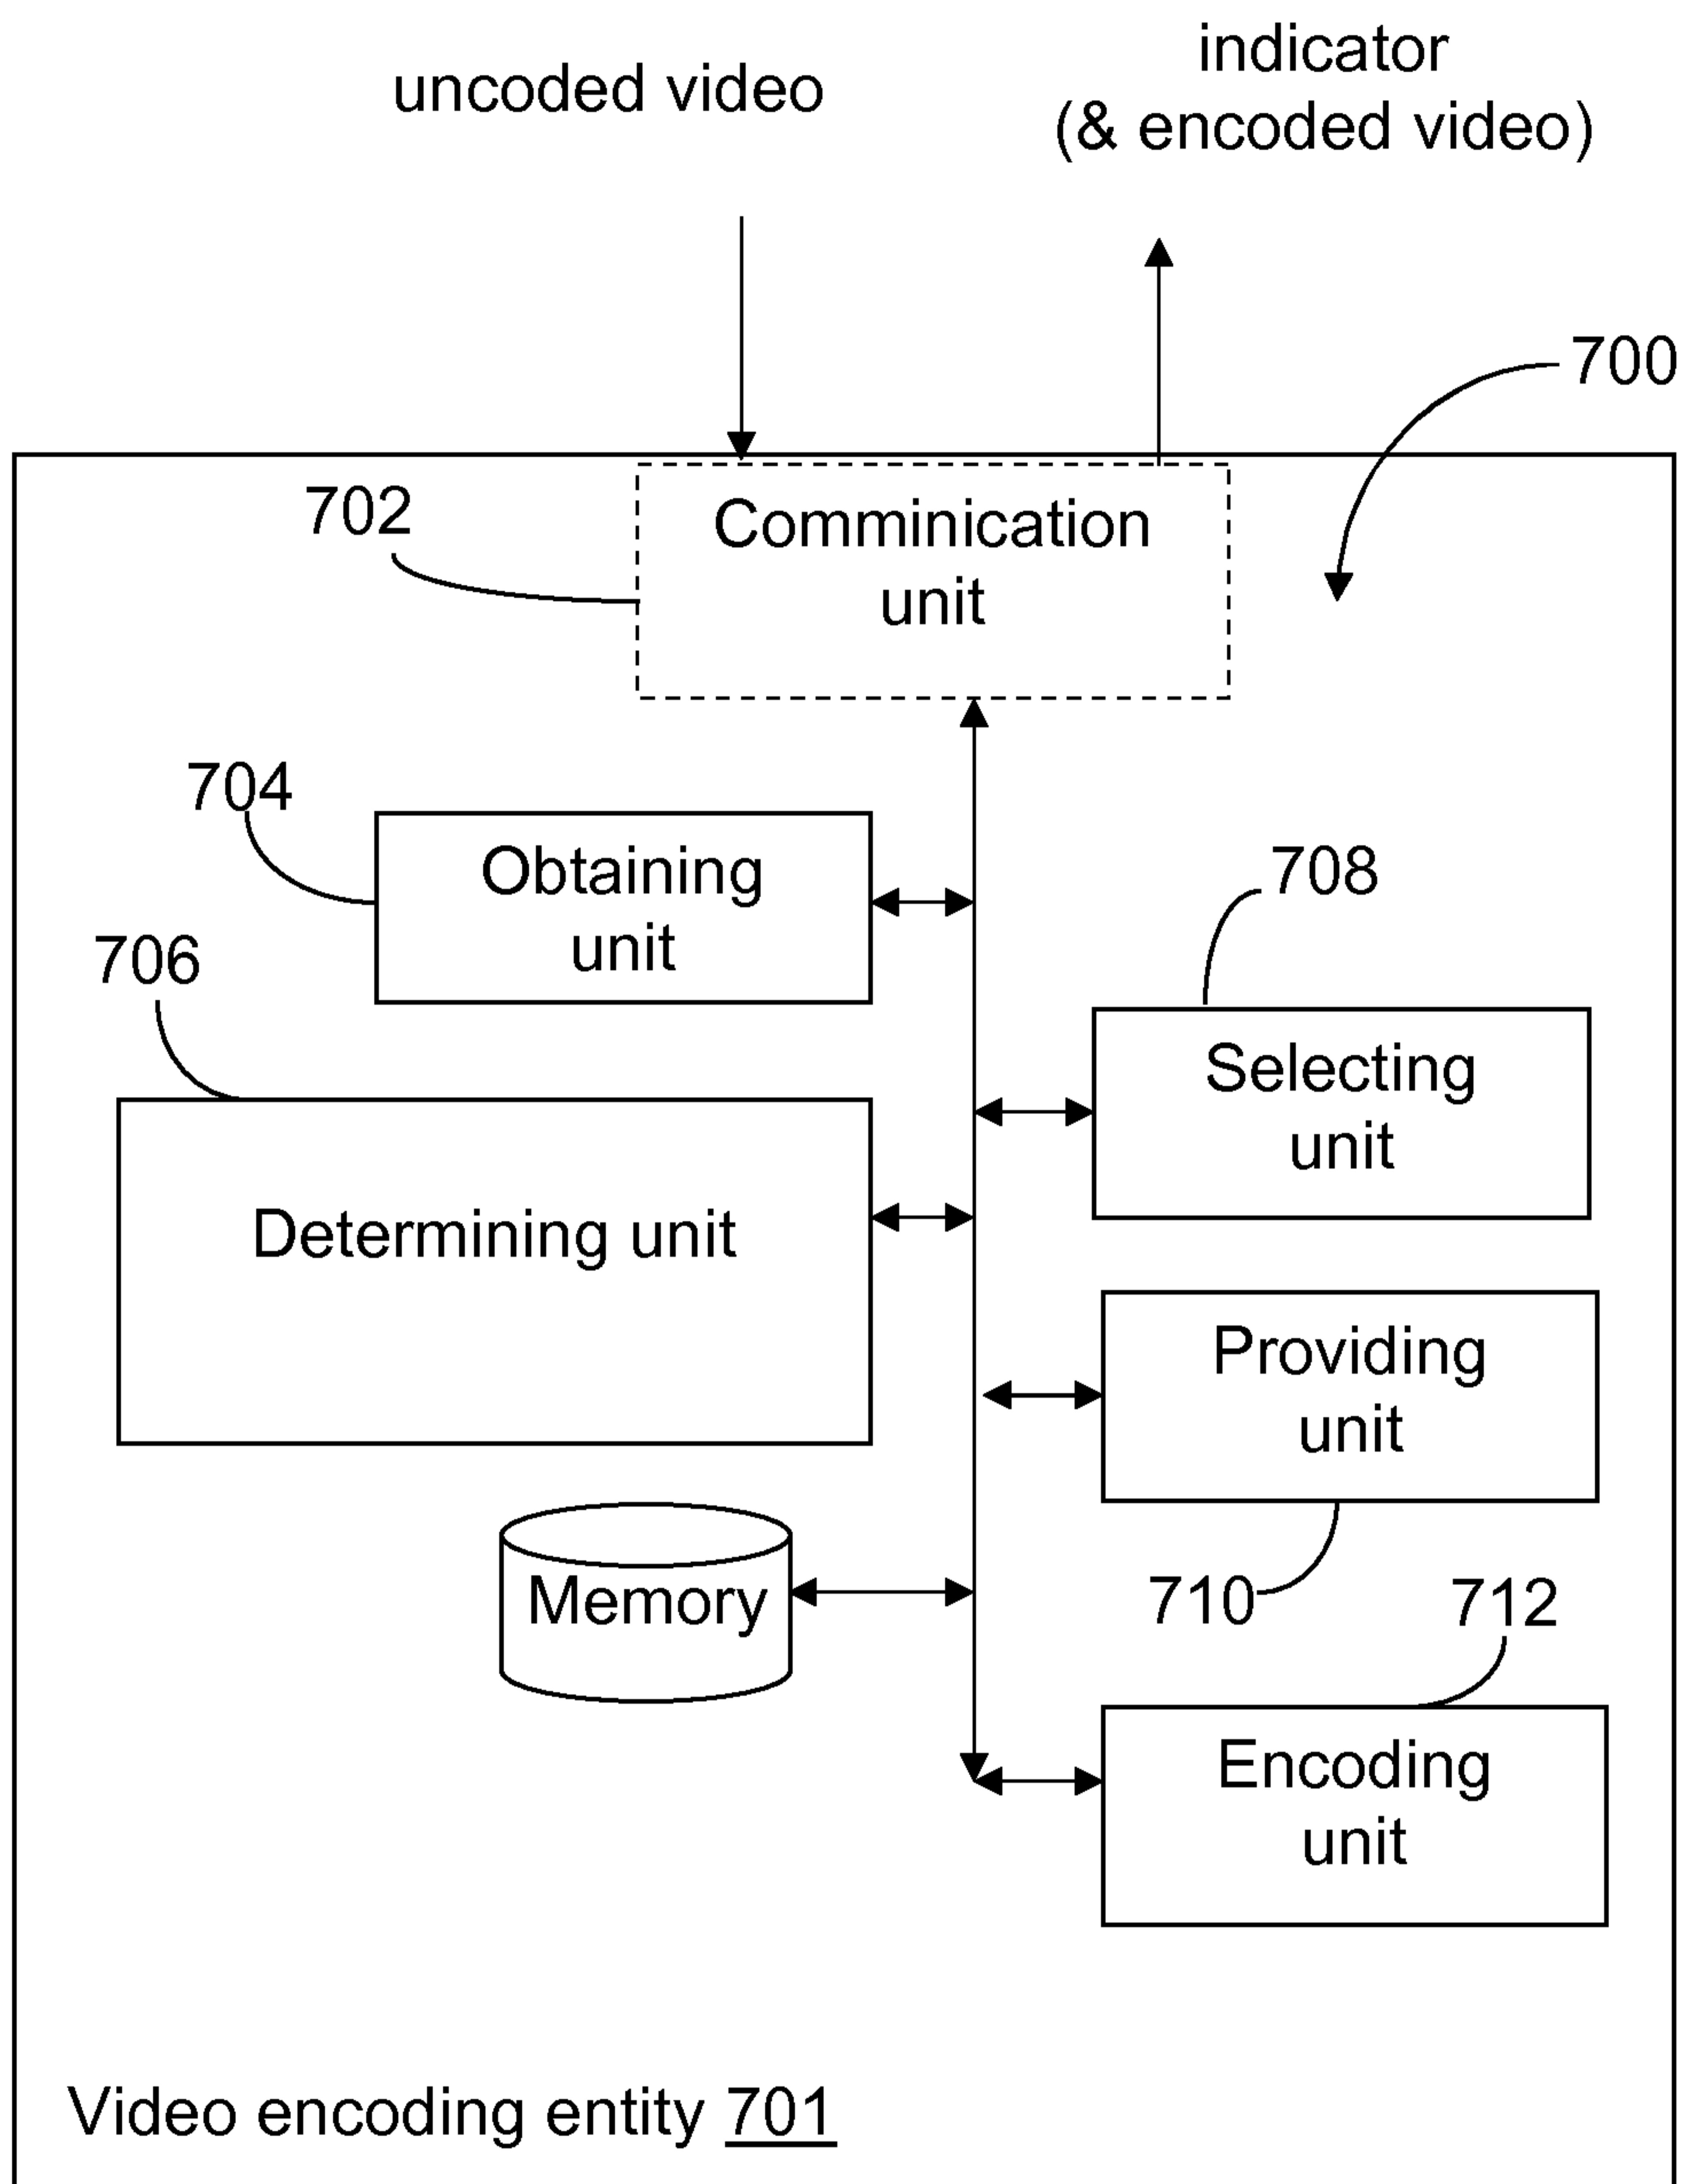 uncoded video
indicator
(& encoded video)
700
702
Comminication
unit
704
Obtaining
unit
708
706
Selecting
unit
Determining unit
Providing
unit
Memory
710
712
Encoding
unit
Video encoding entity 701